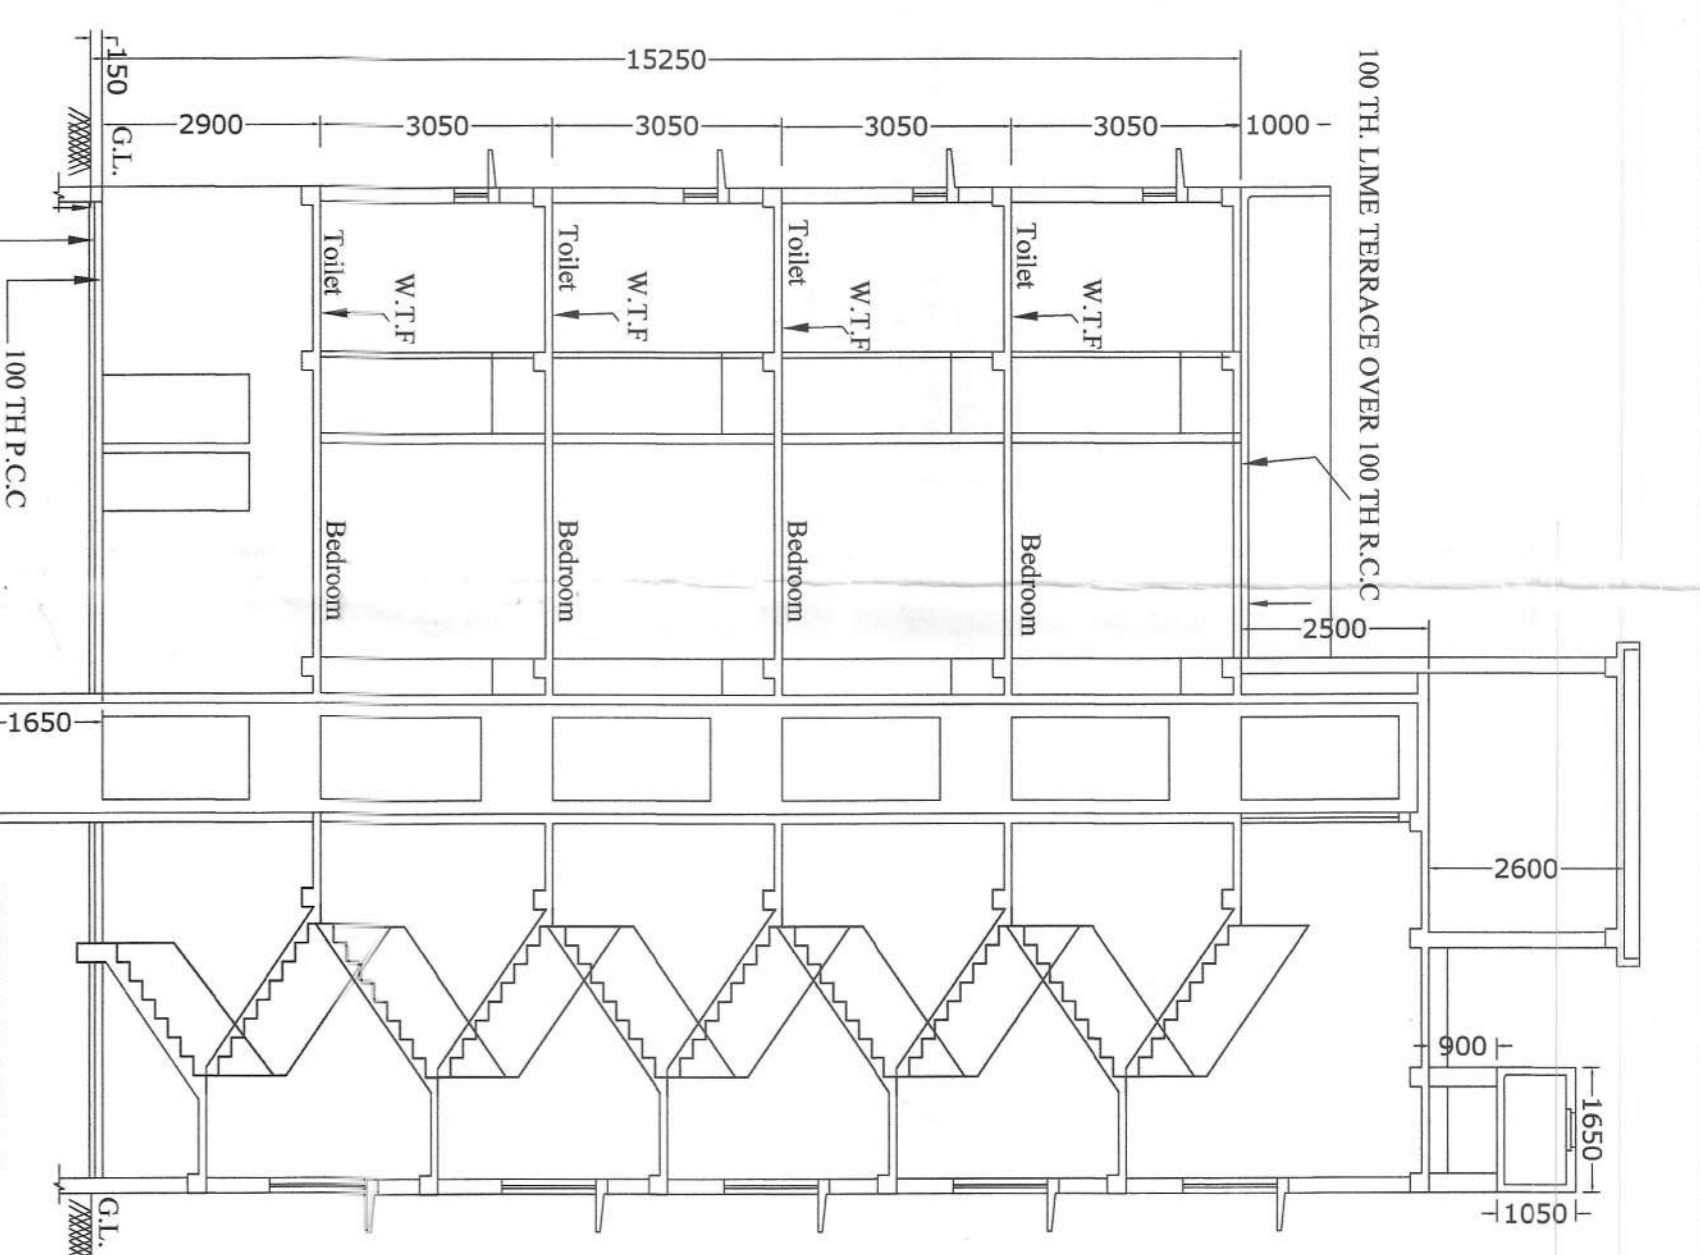 100 TH. LIME TERRACE OVER 100 TH R.C.C
15250
150
G.L.
2900
3050
3050
3050
3050
1000
Toilet
W.T.F
Toilet
W.T.F
Toilet
W.T.F
Toilet
W.T.F
100 TH P.C.C
Bedroom
Bedroom
Bedroom
Bedroom
2500
1650
2600
900
1650
1050
G.L.